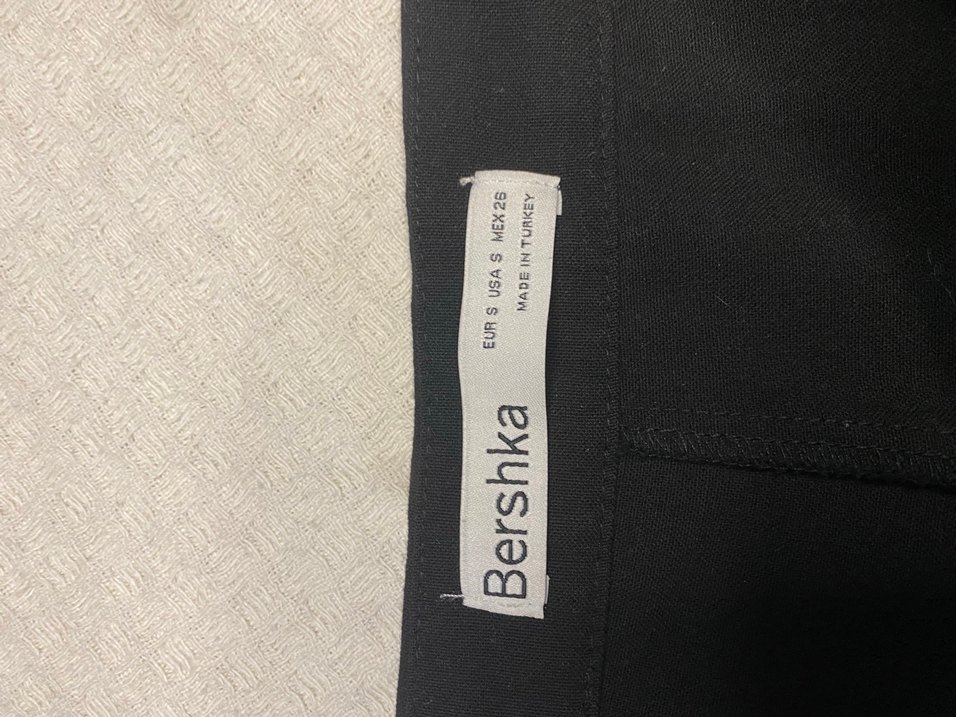 Bershka
EUR S USA S MEX 26
MADE IN TURKEY